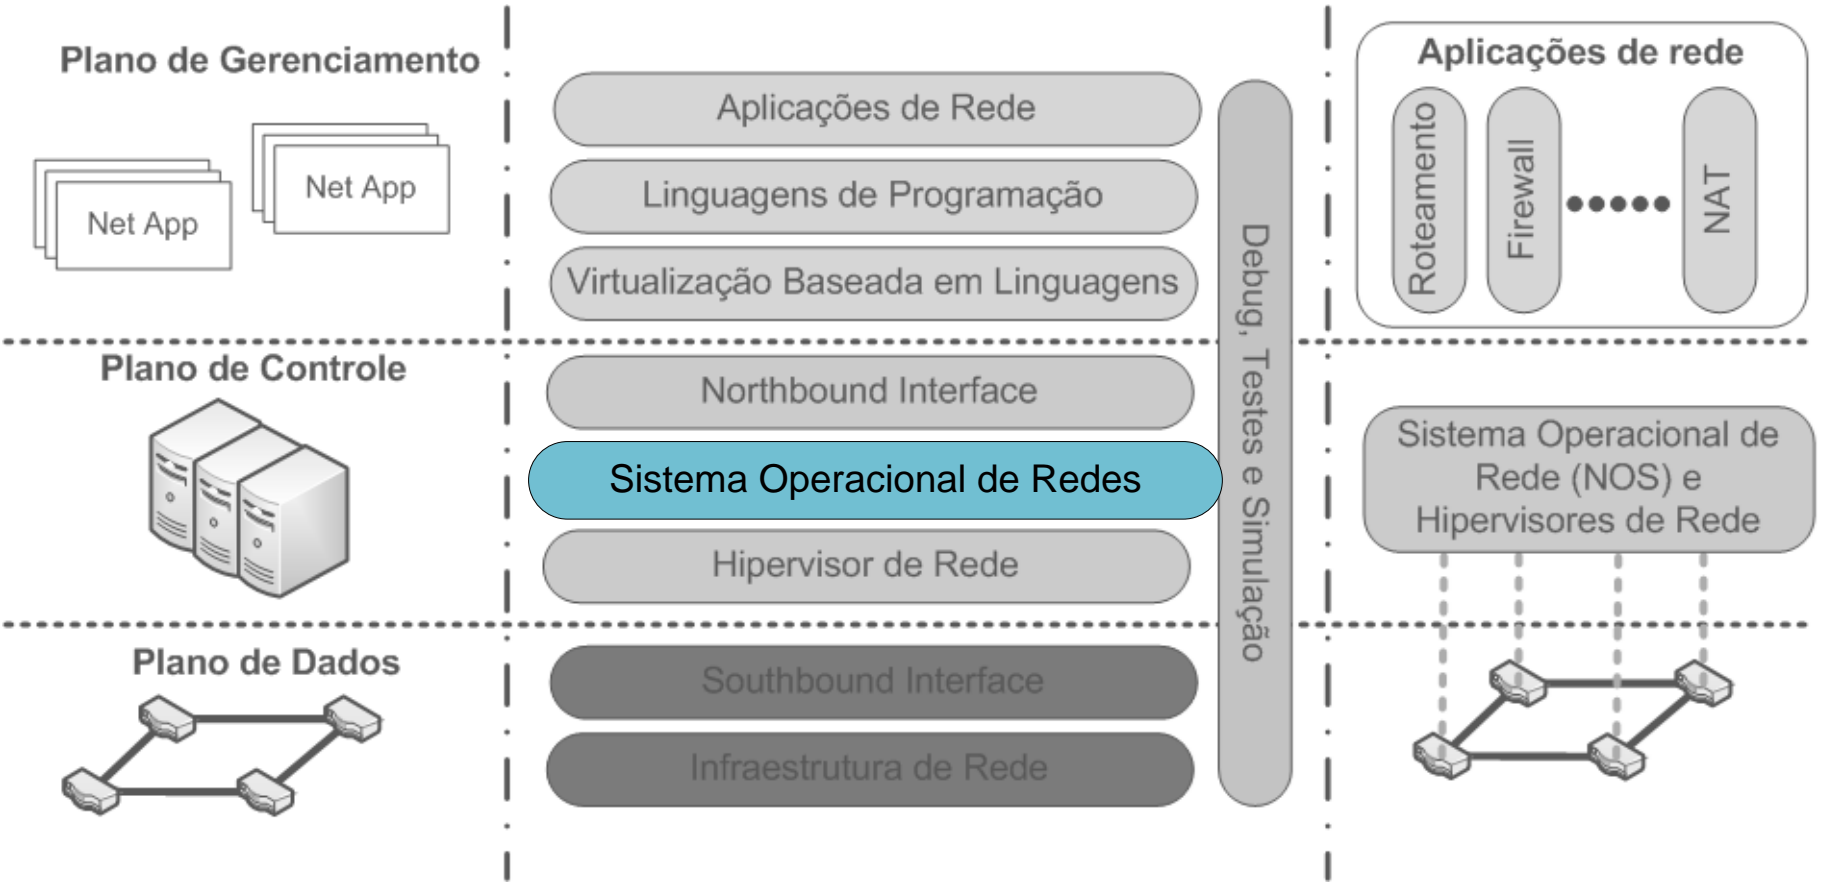 Plano de Gerenciamento
Net App
Net App
Aplicações de Rede
Linguagens de Programação
Virtualização Baseada em Linguagens
Debug, Testes e Simulação
Aplicações de rede
Roteamento
Firewall
NAT
Plano de Controle
Northbound Interface
Sistema Operacional de Redes
Hipervisor de Rede
Sistema Operacional de
Rede (NOS) e
Hipervisores de Rede
Plano de Dados
Southbound Interface
Infraestrutura de Rede